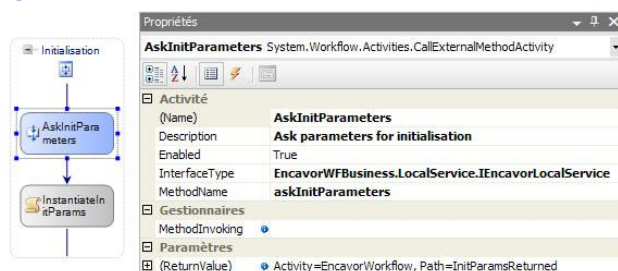 Initialisation
AskInitPara
meters
InstantiateIn
itParams
Propriétés
AskInitParameters System.Workflow.Activities.CallExternalMethodActivity
Activité
(Name) AskInitParameters
Description Ask parameters for initialisation
Enabled True
InterfaceType EncavorWFBusiness.LocalService.IEncavorLocalService
MethodName askInitParameters
Gestionnaires
MethodInvoking
Paramètres
(ReturnValue) Activity=EncavorWorkflow, Path=InitParamsReturned